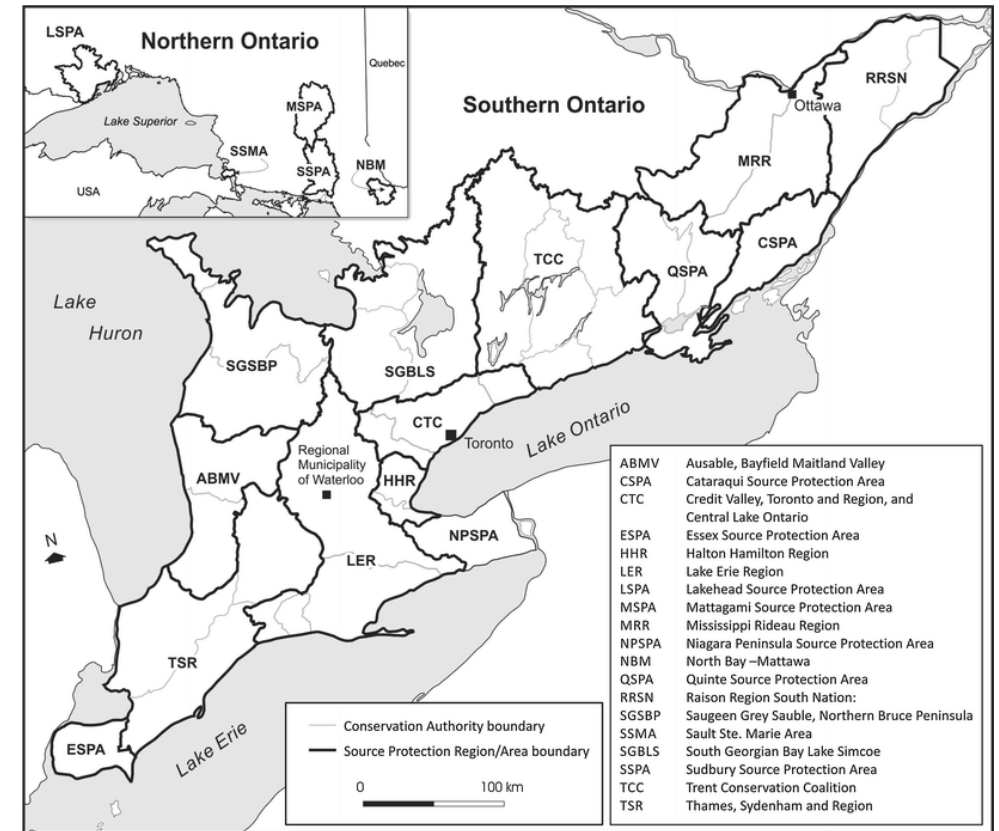 LSPA
Northern Ontario
Quebec
MSPA
Lake Superior
SSMA
SSPA
NBM
USA
Southern Ontario
RRSN
Ottawa
MRR
CSPA
TCC
QSPA
Lake
Huron
SGSBP
SGBLS
CTC
Toronto
Lake Ontario
Regional
Municipality
of Waterloo
ABMV
HHR
NPSPA
N
LER
TSR
ESPA
Lake Erie
Conservation Authority boundary
Source Protection Region/Area boundary
0 100 km
ABMV Ausable, Bayfield Maitland Valley
CSPA Cataraqui Source Protection Area
CTC Credit Valley, Toronto and Region, and
Central Lake Ontario
ESPA Essex Source Protection Area
HHR Halton Hamilton Region
LER Lake Erie Region
LSPA Lakehead Source Protection Area
MSPA Mattagami Source Protection Area
MRR Mississippi Rideau Region
NPSPA Niagara Peninsula Source Protection Area
NBM North Bay –Mattawa
QSPA Quinte Source Protection Area
RRSN Raison Region South Nation:
SGSBP Saugeen Grey Sauble, Northern Bruce Peninsula
SSMA Sault Ste. Marie Area
SGBLS South Georgian Bay Lake Simcoe
SSPA Sudbury Source Protection Area
TCC Trent Conservation Coalition
TSR Thames, Sydenham and Region